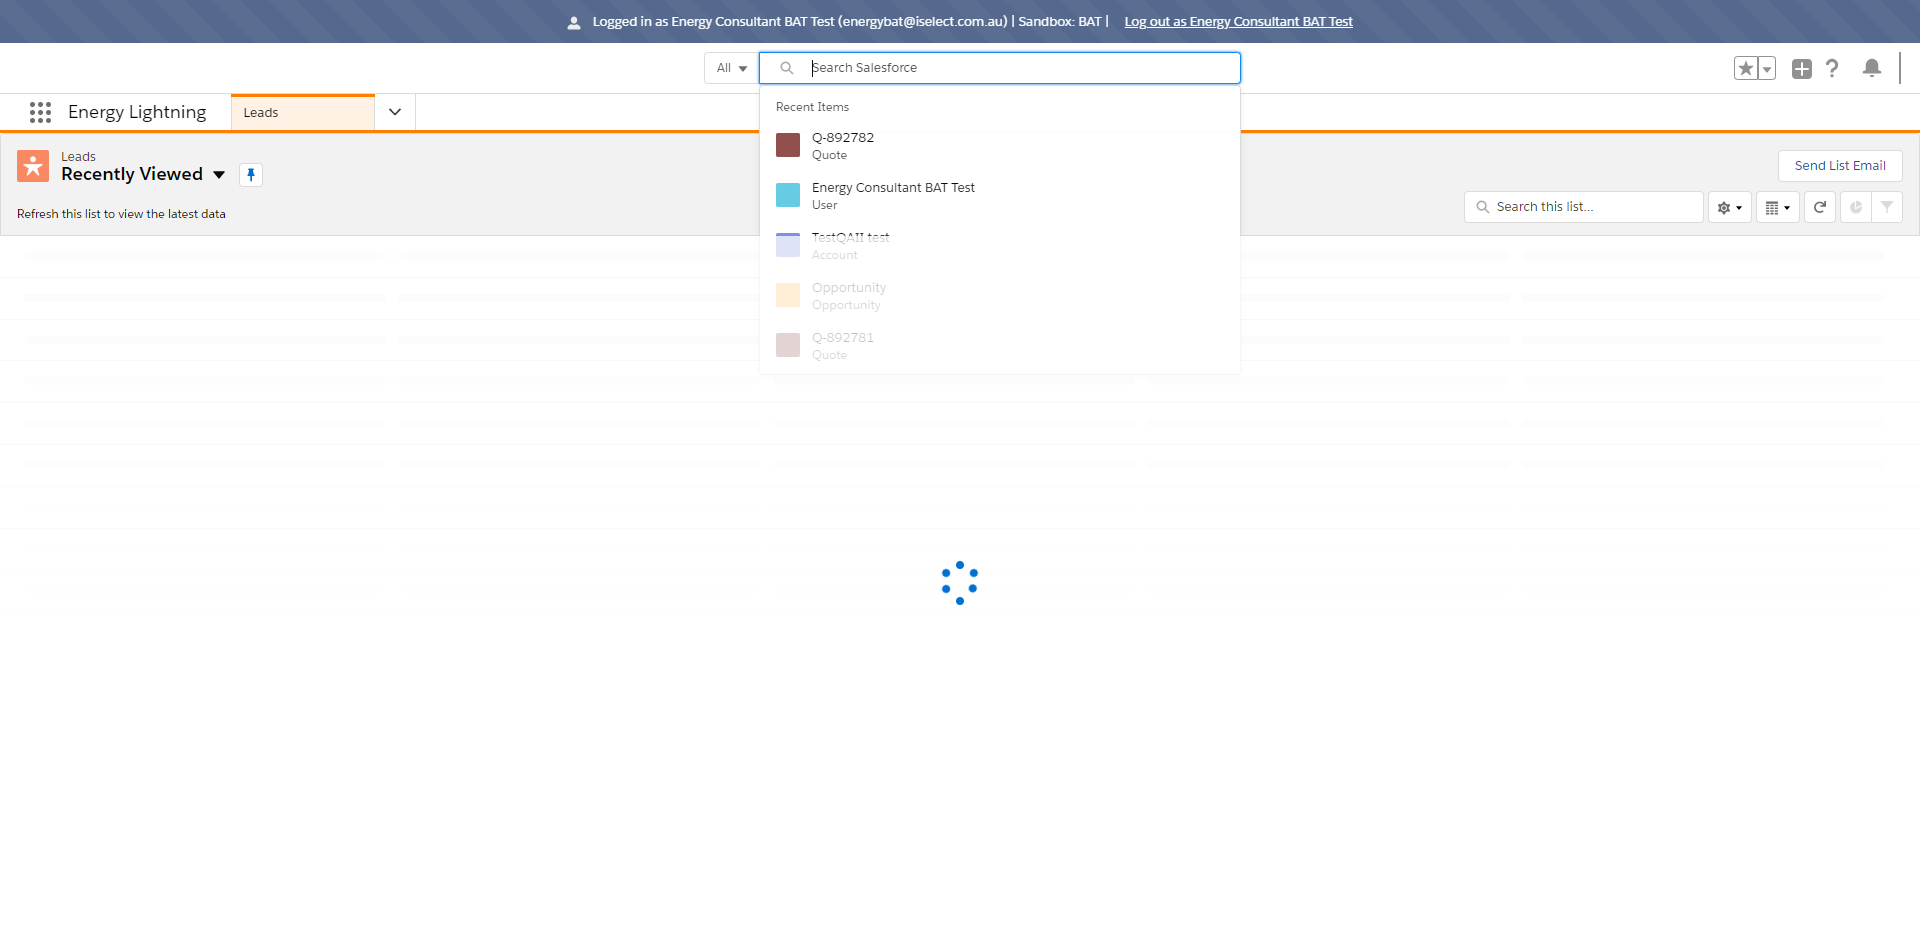 Logged in as Energy Consultant BAT Test (energybat@iselect.com.au) | Sandbox: BAT | Log out as Energy Consultant BAT Test
All
Search Salesforce
Energy Lightning
Leads
Recent Items
Q-892782
Quote
Energy Consultant BAT Test
User
TestQAII test
Account
Opportunity
Opportunity
Q-892781
Quote
Leads
Recently Viewed
Refresh this list to view the latest data
Send List Email
Search this list...